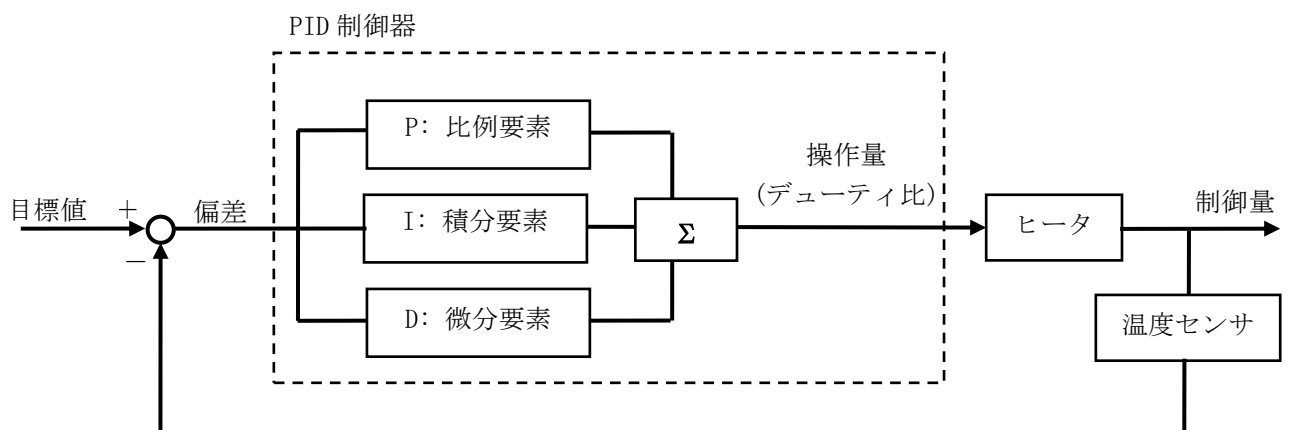 PID 制御器
P: 比例要素
操作量
(デューティ比)
目標値
＋
偏差
I: 積分要素
Σ
ヒータ
制御量
－
D: 微分要素
温度センサ